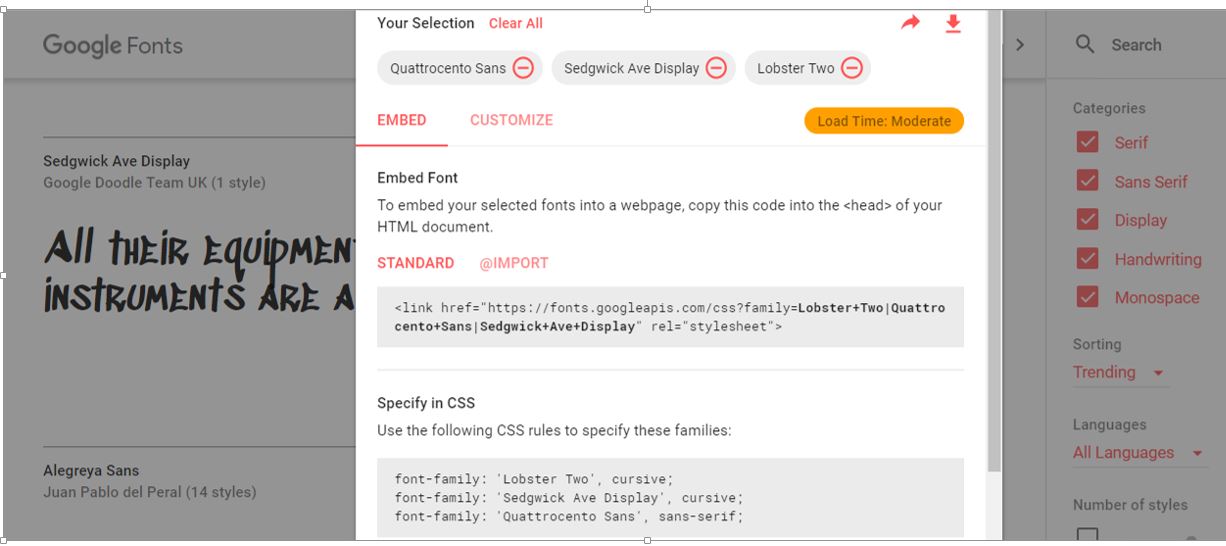 Google Fonts
Sedgwick Ave Display
Google Doodle Team UK (1 style)
All their equipment
instruments are a
Alegreya Sans
Juan Pablo del Peral (14 styles)
Your Selection Clear All
Quattrocento Sans Sedgwick Ave Display Lobster Two
EMBED CUSTOMIZE Load Time: Moderate
Embed Font
To embed your selected fonts into a webpage, copy this code into the <head> of your
HTML document.
STANDARD @IMPORT
<link href="https://fonts.googleapis.com/css?family=Lobster+Two|Quattro
cento+Sans|Sedgwick+Ave+Display" rel="stylesheet">
Specify in CSS
Use the following CSS rules to specify these families:
font-family: 'Lobster Two', cursive;
font-family: 'Sedgwick Ave Display', cursive;
font-family: 'Quattrocento Sans', sans-serif;
Search
Categories
Serif
Sans Serif
Display
Handwriting
Monospace
Sorting
Trending
Languages
All Languages
Number of styles